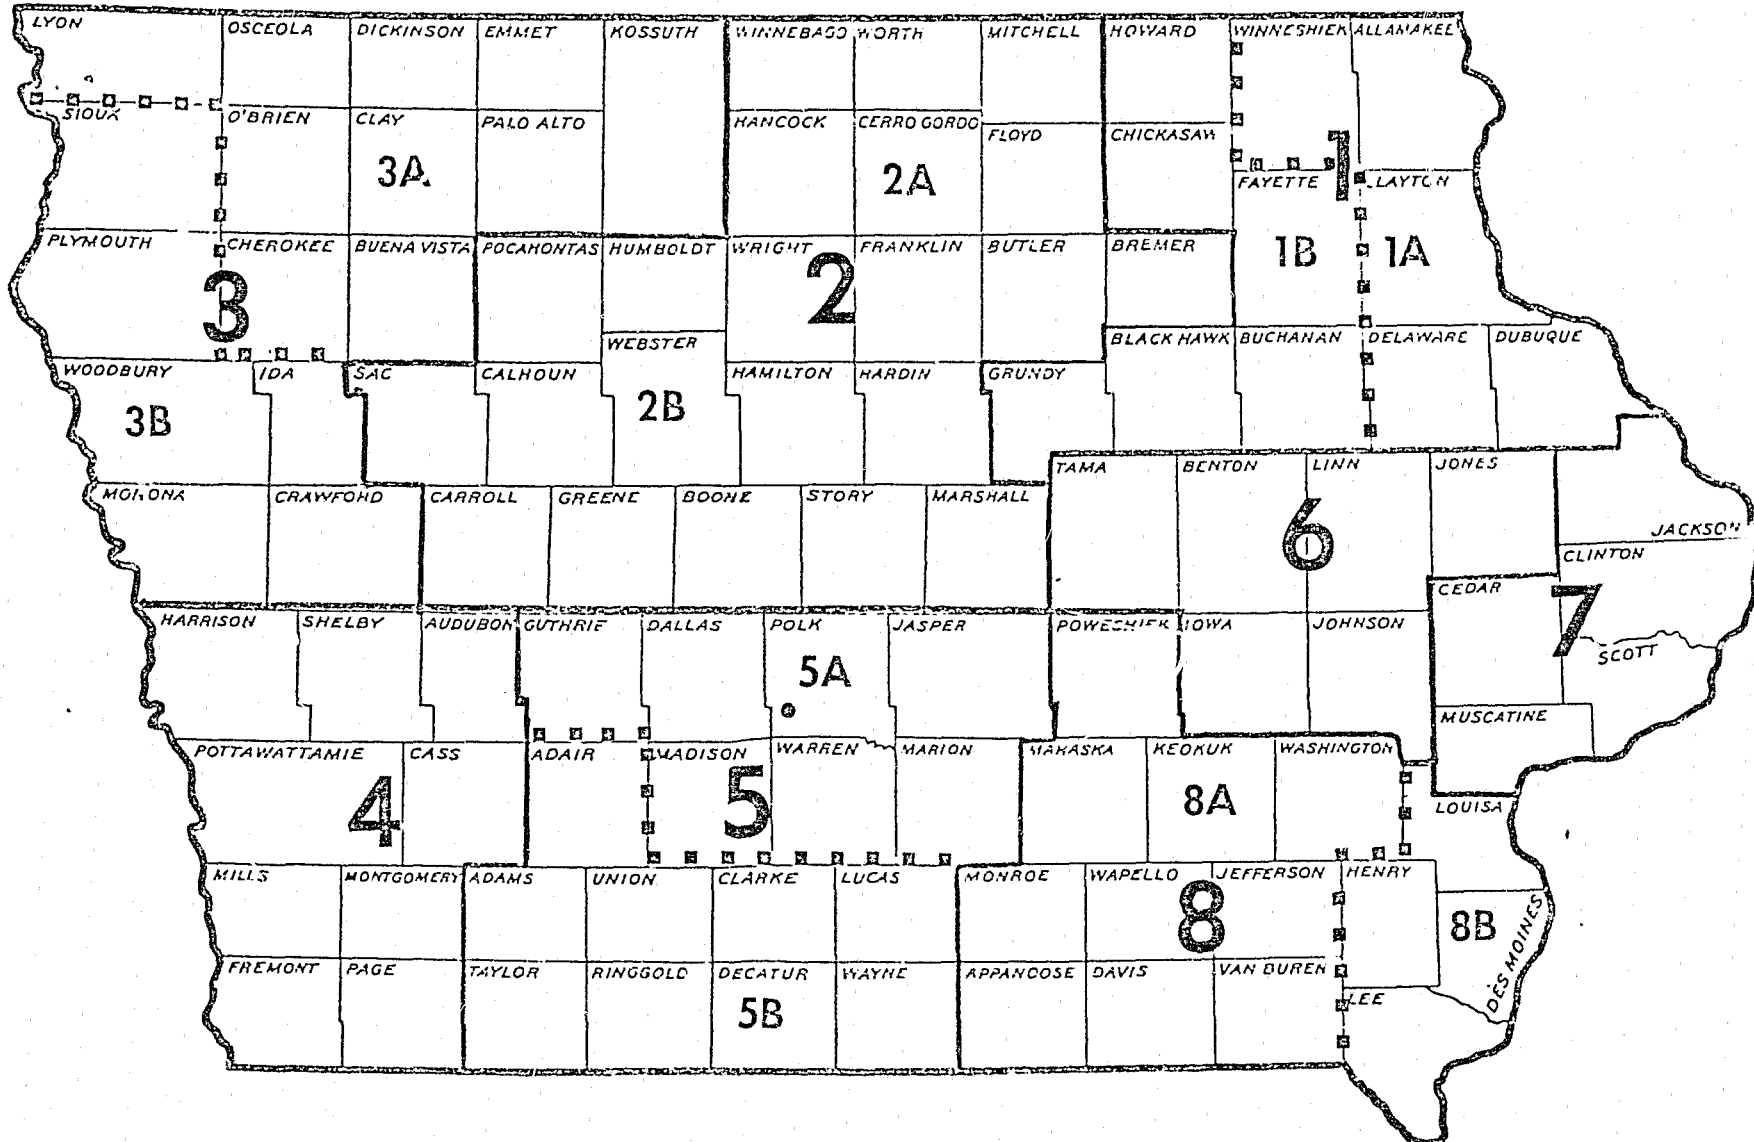 LYON OSCEOLA DICKINSON EMMET KOSSUTH WINNEBAGO WORTH MITCHELL HOWARD WINNESHIEK ALLAMAKEE
SIOUX O'BRIEN CLAY PALO ALTO HANCOCK CERRO GORDO FLOYD CHICKASAW
3A 2A 1
FAYETTE CLAYTON
PLYMOUTH CHEROKEE BUENA VISTA POCAHONTAS HUMBOLDT WRIGHT FRANKLIN BUTLER BREMER 1B 1A
3 2
WEBSTER BLACK HAWK BUCHANAN DELAWARE DUBUQUE
WOODBURY IDA SAC CALHOUN HAMILTON HARDIN GRUNDY
3B 2B
TAMA BENTON LINN JONES
MONONA CRAWFORD CARROLL GREENE BOONE STORY MARSHALL
6 JACKSON
CLINTON
CEDAR 7
HARRISON SHELBY AUDUBON GUTHRIE DALLAS POLK JASPER POWESHIEK IOWA JOHNSON
5A SCOTT
MUSCATINE
POTTAWATTAMIE CASS ADAIR MADISON WARREN MARION MAHASKA KEOKUK WASHINGTON
4 5 8A LOUISA
MILLS MONTGOMERY ADAMS UNION CLARKE LUCAS MONROE WAPELLO JEFFERSON HENRY
8 8B DES MOINES
FREMONT PAGE TAYLOR RINGGOLD DECATUR WAYNE APPANOOSE DAVIS VAN BUREN
5B LEE